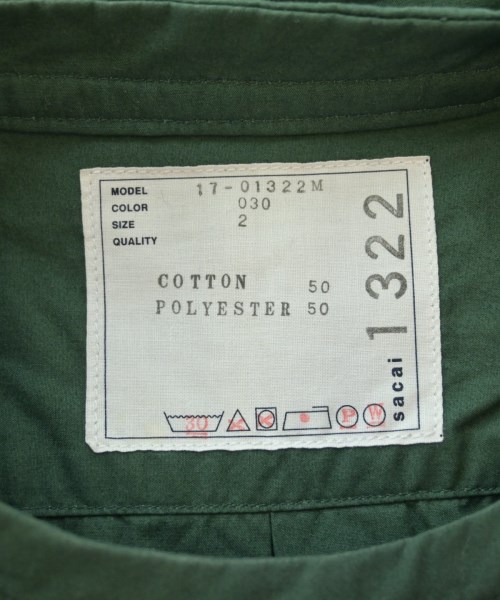 MODEL 17-01322M
COLOR 030
SIZE 2
QUALITY
COTTON 50
POLYESTER 50
30 P W
sacai 1322